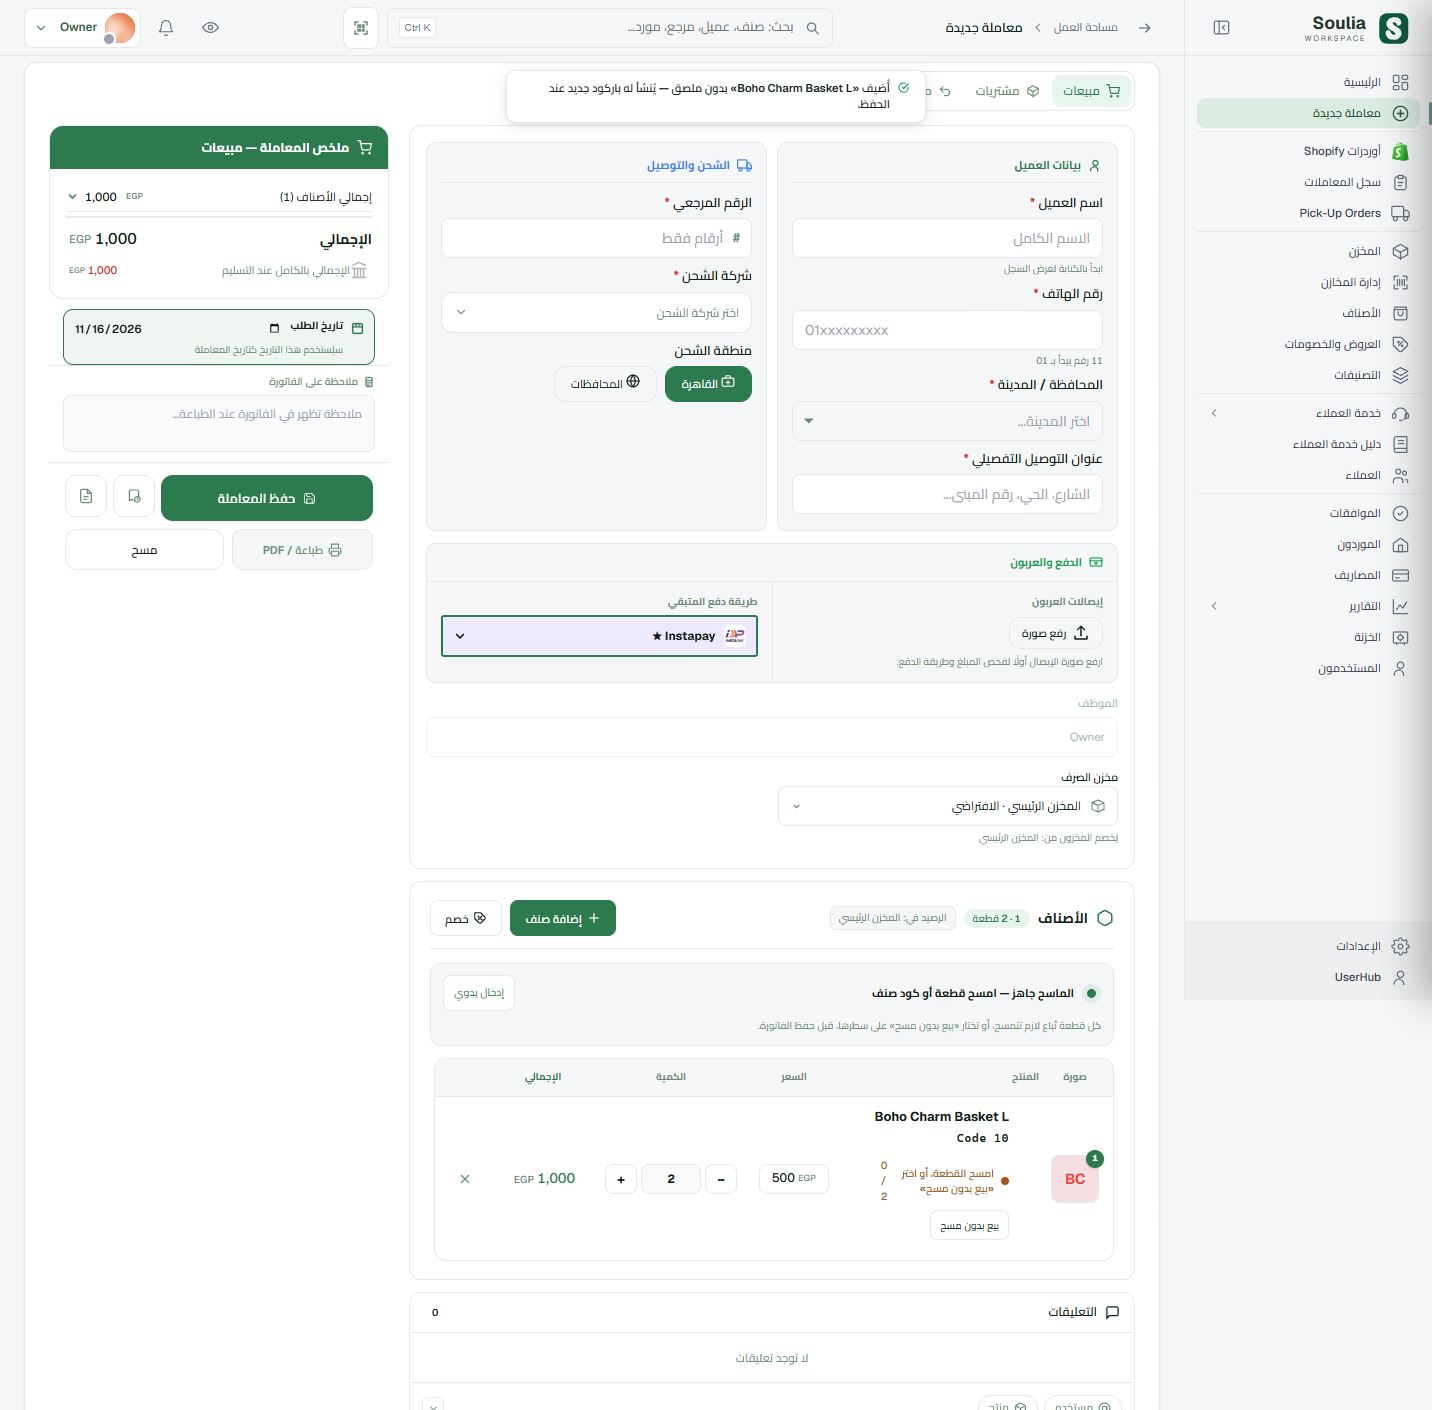 Soulia
WORKSPACE
الرئيسية
معاملة جديدة
أوردرات Shopify
سجل المعاملات
Pick-Up Orders
المخزن
إدارة المخازن
الأصناف
العروض والخصومات
التصنيفات
خدمة العملاء
دليل خدمة العملاء
العملاء
الموافقات
الموردون
المصاريف
التقارير
الخزنة
المستخدمون
الإعدادات
UserHub
مساحة العمل
معاملة جديدة
بحث: صنف، عميل، مرجع، مورد...
Ctrl K
Owner
مبيعات
مشتريات
أُضيف «Boho Charm Basket L» بدون ملصق — يُنشأ له باركود جديد عند
الحفظ.
بيانات العميل
اسم العميل *
الاسم الكامل
ابدأ بالكتابة لعرض السجل
رقم الهاتف *
01xxxxxxxxx
11 رقم يبدأ بـ 01
المحافظة / المدينة *
اختر المدينة...
عنوان التوصيل التفصيلي *
الشارع، الحي، رقم المبنى...
الشحن والتوصيل
الرقم المرجعي *
# أرقام فقط
شركة الشحن *
اختر شركة الشحن
منطقة الشحن
القاهرة
المحافظات
الدفع والعربون
إيصالات العربون
رفع صورة
ارفع صورة الإيصال أولًا لفحص المبلغ وطريقة الدفع.
طريقة دفع المتبقي
Instapay ★
الموظف
Owner
مخزن الصرف
المخزن الرئيسي · الافتراضي
يُخصم المخزون من: المخزن الرئيسي
الأصناف
1 · 2 قطعة
الرصيد في: المخزن الرئيسي
إضافة صنف
خصم
الماسح جاهز — امسح قطعة أو كود صنف
إدخال يدوي
كل قطعة تُباع لازم تتمسح، أو تختار «بيع بدون مسح» على سطرها، قبل حفظ الفاتورة.
صورة
المنتج
السعر
الكمية
الإجمالي
1
BC
Boho Charm Basket L
Code 10
امسح القطعة، أو اختر
«بيع بدون مسح»
0
/
2
بيع بدون مسح
500 EGP
−
2
+
EGP 1,000
التعليقات
0
لا توجد تعليقات
مستخدم
منتج
ملخص المعاملة — مبيعات
إجمالي الأصناف (1)
1,000 EGP
الإجمالي
EGP 1,000
الإجمالي بالكامل عند التسليم
EGP 1,000
تاريخ الطلب
11/16/2026
سيُستخدم هذا التاريخ كتاريخ المعاملة
ملاحظة على الفاتورة
ملاحظة تظهر في الفاتورة عند الطباعة...
حفظ المعاملة
طباعة / PDF
مسح